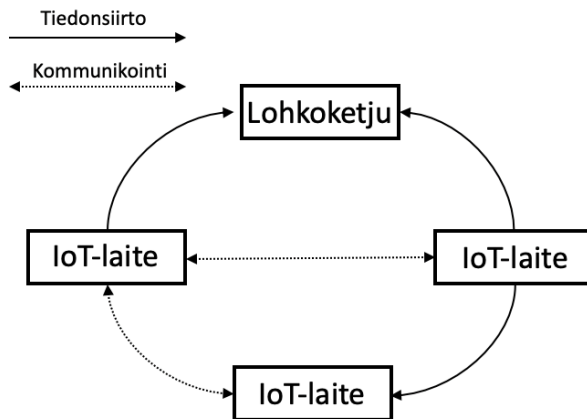 Tiedonsiirto
Kommunikointi
Lohkoketju
IoT-laite
IoT-laite
IoT-laite